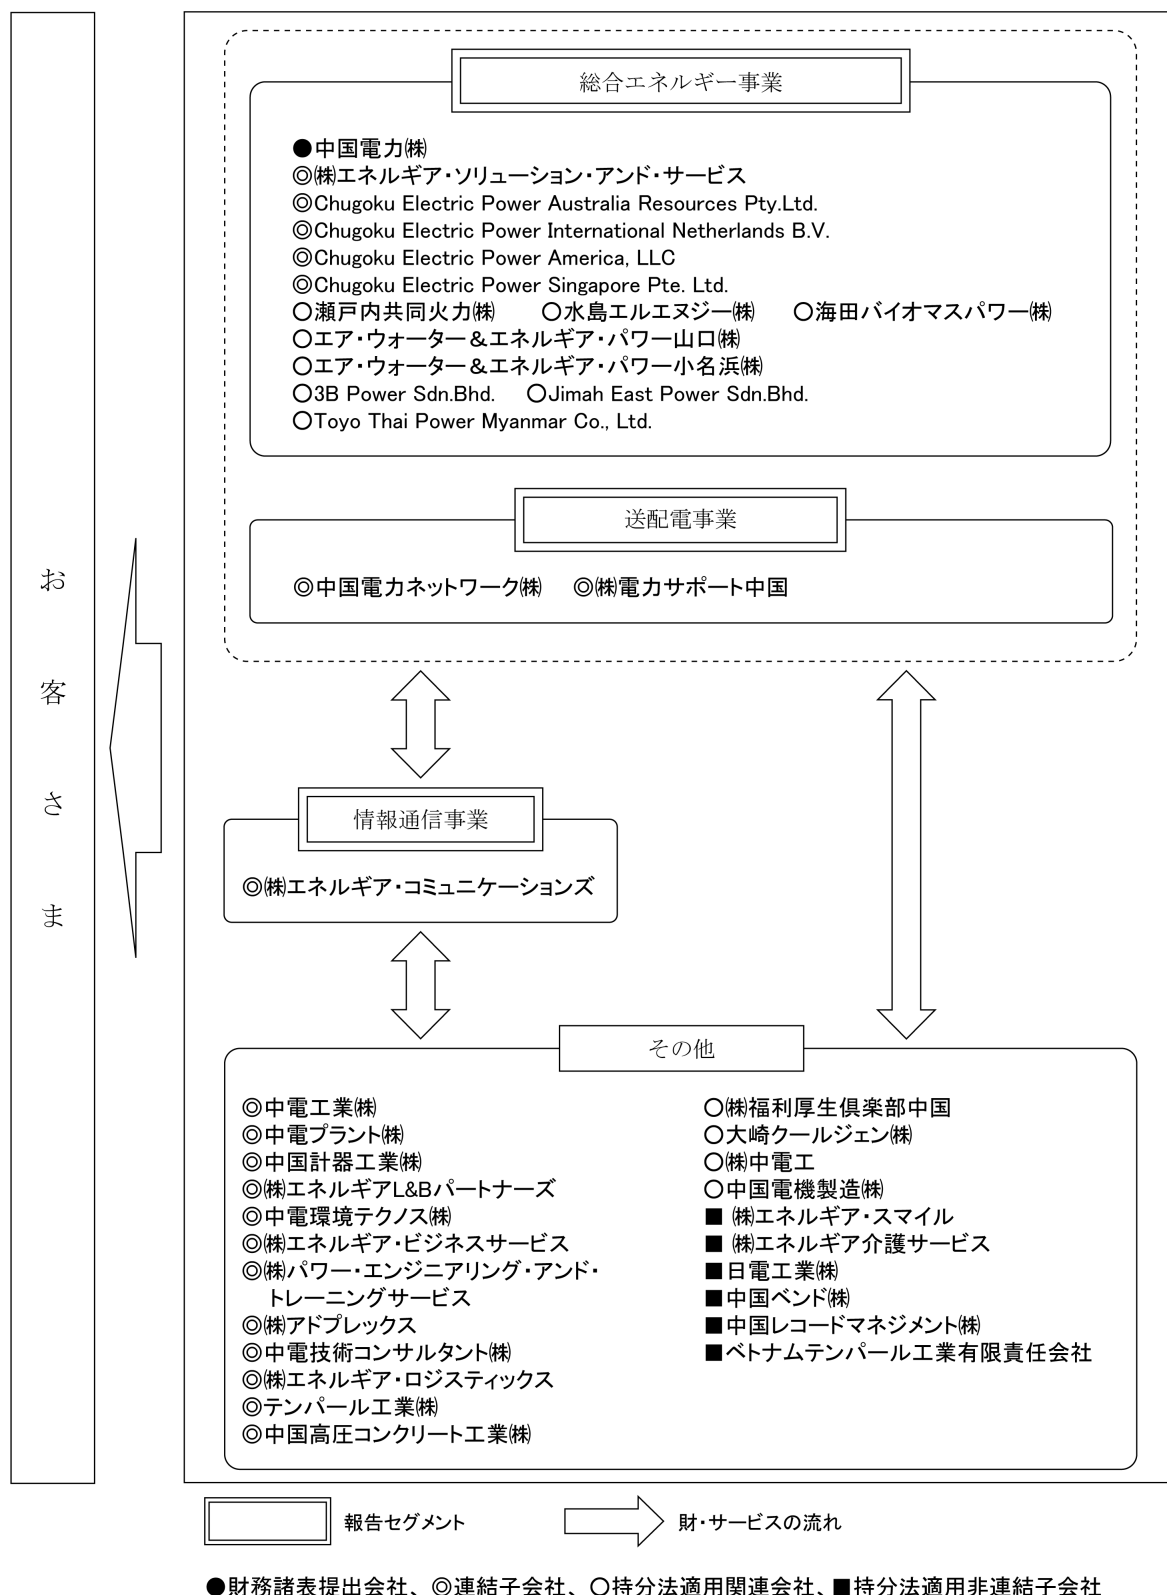 お客さま
総合エネルギー事業
●中国電力㈱
◎㈱エネルギア・ソリューション・アンド・サービス
◎Chugoku Electric Power Australia Resources Pty.Ltd.
◎Chugoku Electric Power International Netherlands B.V.
◎Chugoku Electric Power America, LLC
◎Chugoku Electric Power Singapore Pte. Ltd.
○瀬戸内共同火力㈱ ○水島エルエヌジー㈱ ○海田バイオマスパワー㈱
○エア・ウォーター＆エネルギア・パワー山口㈱
○エア・ウォーター＆エネルギア・パワー小名浜㈱
○3B Power Sdn.Bhd. ○Jimah East Power Sdn.Bhd.
○Toyo Thai Power Myanmar Co., Ltd.
送配電事業
◎中国電力ネットワーク㈱ ◎㈱電力サポート中国
情報通信事業
◎㈱エネルギア・コミュニケーションズ
その他
◎中電工業㈱
◎中電プラント㈱
◎中国計器工業㈱
◎㈱エネルギアL&Bパートナーズ
◎中電環境テクノス㈱
◎㈱エネルギア・ビジネスサービス
◎㈱パワー・エンジニアリング・アンド・
トレーニングサービス
◎㈱アドプレックス
◎中電技術コンサルタント㈱
◎㈱エネルギア・ロジスティックス
◎テンパール工業㈱
◎中国高圧コンクリート工業㈱
○㈱福利厚生倶楽部中国
○大崎クールジェン㈱
○㈱中電工
○中国電機製造㈱
■ ㈱エネルギア・スマイル
■ ㈱エネルギア介護サービス
■日電工業㈱
■中国ベンド㈱
■中国レコードマネジメント㈱
■ベトナムテンパール工業有限責任会社
報告セグメント 財・サービスの流れ
●財務諸表提出会社、◎連結子会社、○持分法適用関連会社、■持分法適用非連結子会社